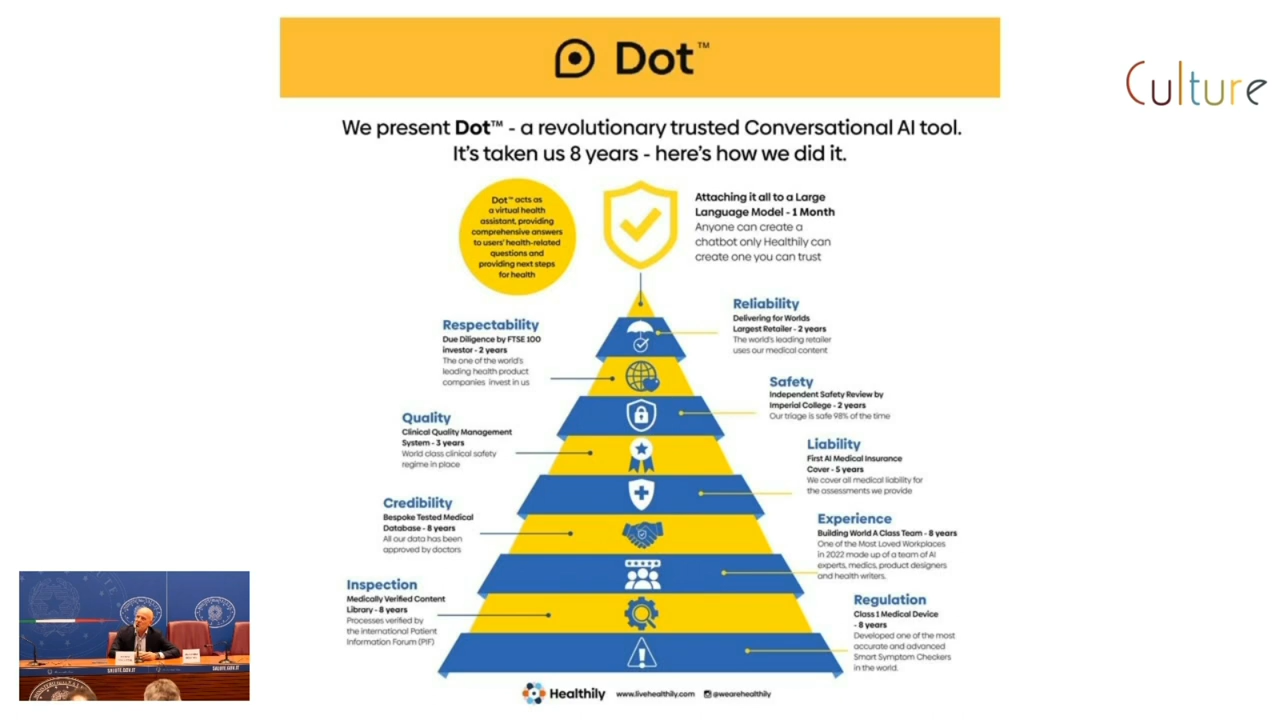 Dot™
Culture
We present Dot™ - a revolutionary trusted Conversational AI tool.
It's taken us 8 years - here's how we did it.
Dot™ acts as
a virtual health
assistant, providing
comprehensive answers
to users' health-related
questions and
providing next steps
for health
Attaching it all to a Large
Language Model - 1 Month
Anyone can create a
chatbot only Healthily can
create one you can trust
Reliability
Delivering for Worlds
Largest Retailer - 2 years
The world's leading retailer
uses our medical content
Respectability
Due Diligence by FTSE 100
investor - 2 years
The one of the world's
leading health product
companies invest in us
Safety
Independent Safety Review by
Imperial College - 2 years
Our triage is safe 98% of the time
Quality
Clinical Quality Management
System - 3 years
World class clinical safety
regime in place
Liability
First AI Medical Insurance
Cover - 5 years
We cover all medical liability for
the assessments we provide
Credibility
Bespoke Tested Medical
Database - 8 years
All our data has been
approved by doctors
Experience
Building World A Class Team - 8 years
One of the Most Loved Workplaces
in 2022 made up of a team of AI
experts, medics, product designers
and health writers.
Inspection
Medically Verified Content
Library - 8 years
Processes verified by
the international Patient
Information Forum (PIF)
Regulation
Class 1 Medical Device
- 8 years
Developed one of the most
accurate and advanced
Smart Symptom Checkers
in the world.
Healthily www.livehealthily.com @wearehealthily
SALUTE.GOV.IT
SALUTE.GOV.IT